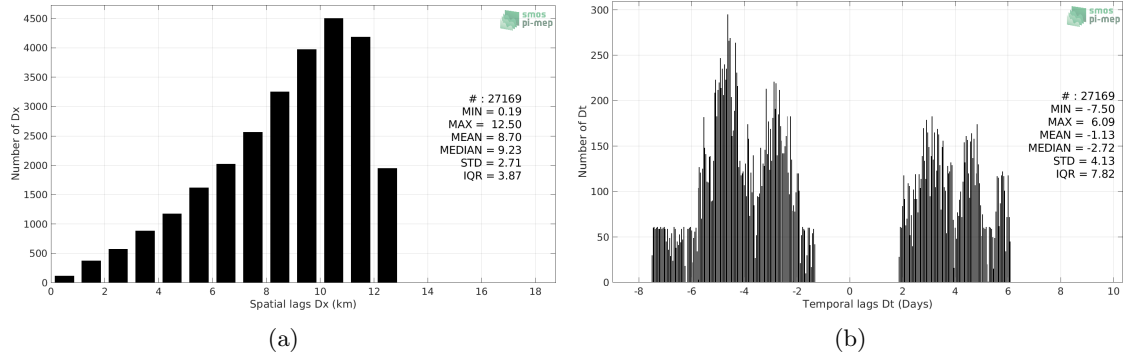 4500
4000
3500
3000
2500
2000
1500
1000
500
0
Number of Dx
0 2 4 6 8 10 12 14 16 18
Spatial lags Dx (km)
smos
pi-mep
# : 27169
MIN = 0.19
MAX = 12.50
MEAN = 8.70
MEDIAN = 9.23
STD = 2.71
IQR = 3.87
(a)
300
250
200
150
100
50
0
Number of Dt
-8 -6 -4 -2 0 2 4 6 8 10
Temporal lags Dt (Days)
smos
pi-mep
# : 27169
MIN = -7.50
MAX = 6.09
MEAN = -1.13
MEDIAN = -2.72
STD = 4.13
IQR = 7.82
(b)